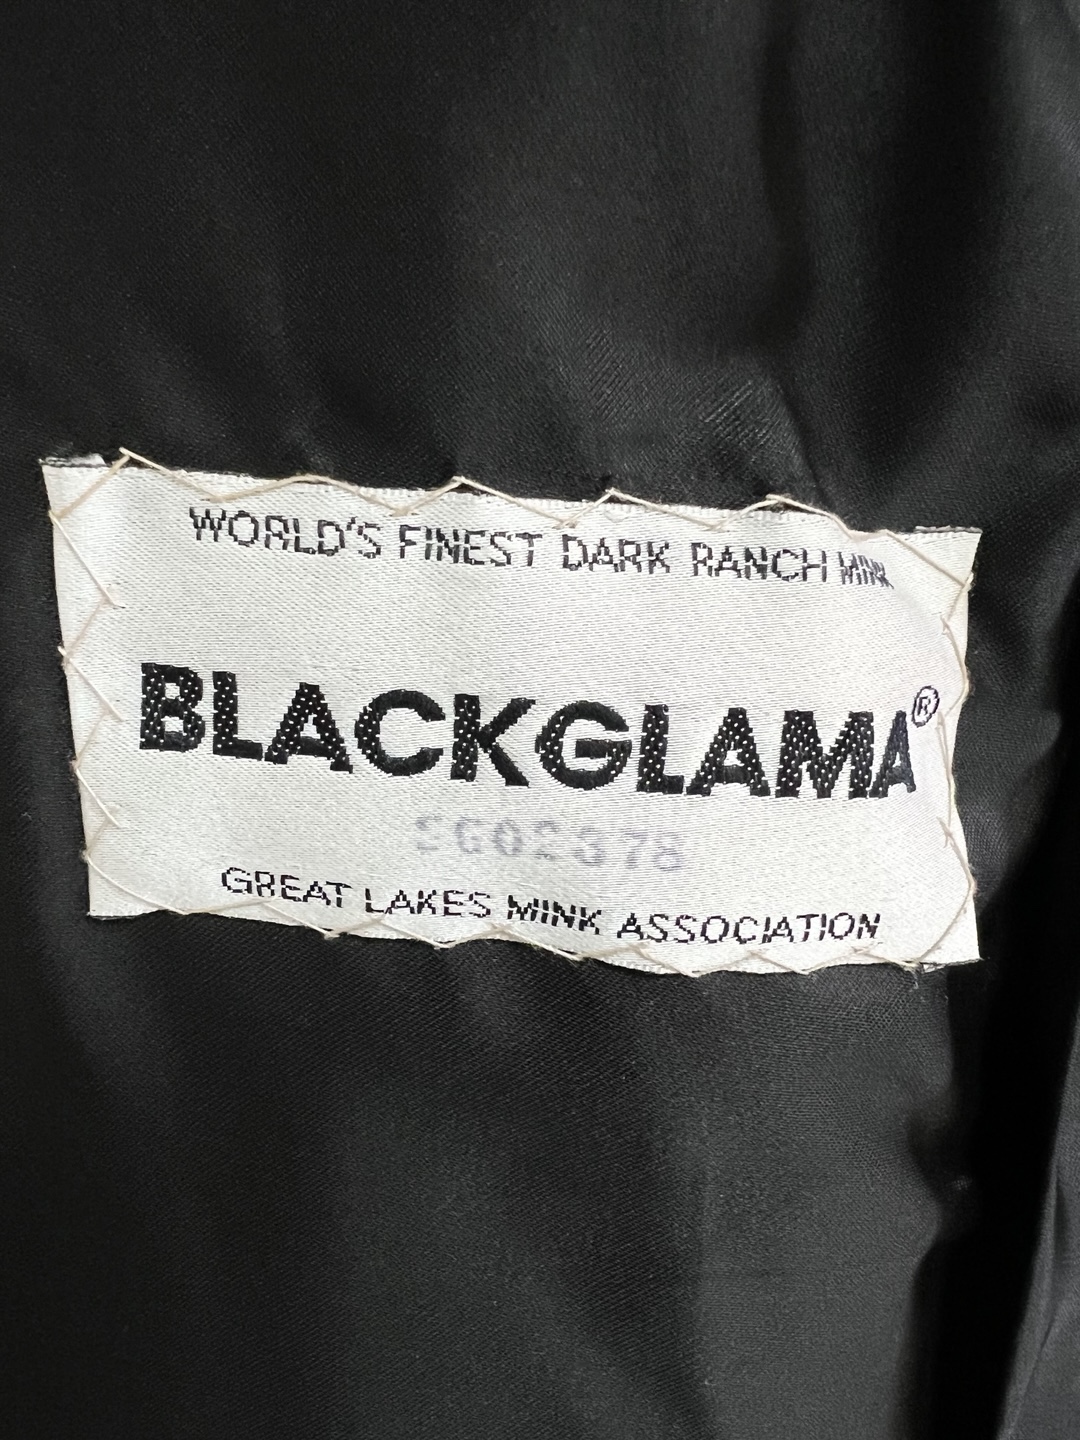 WORLD'S FINEST DARK RANCH MINK
BLACKGLAMA®
GREAT LAKES MINK ASSOCIATION